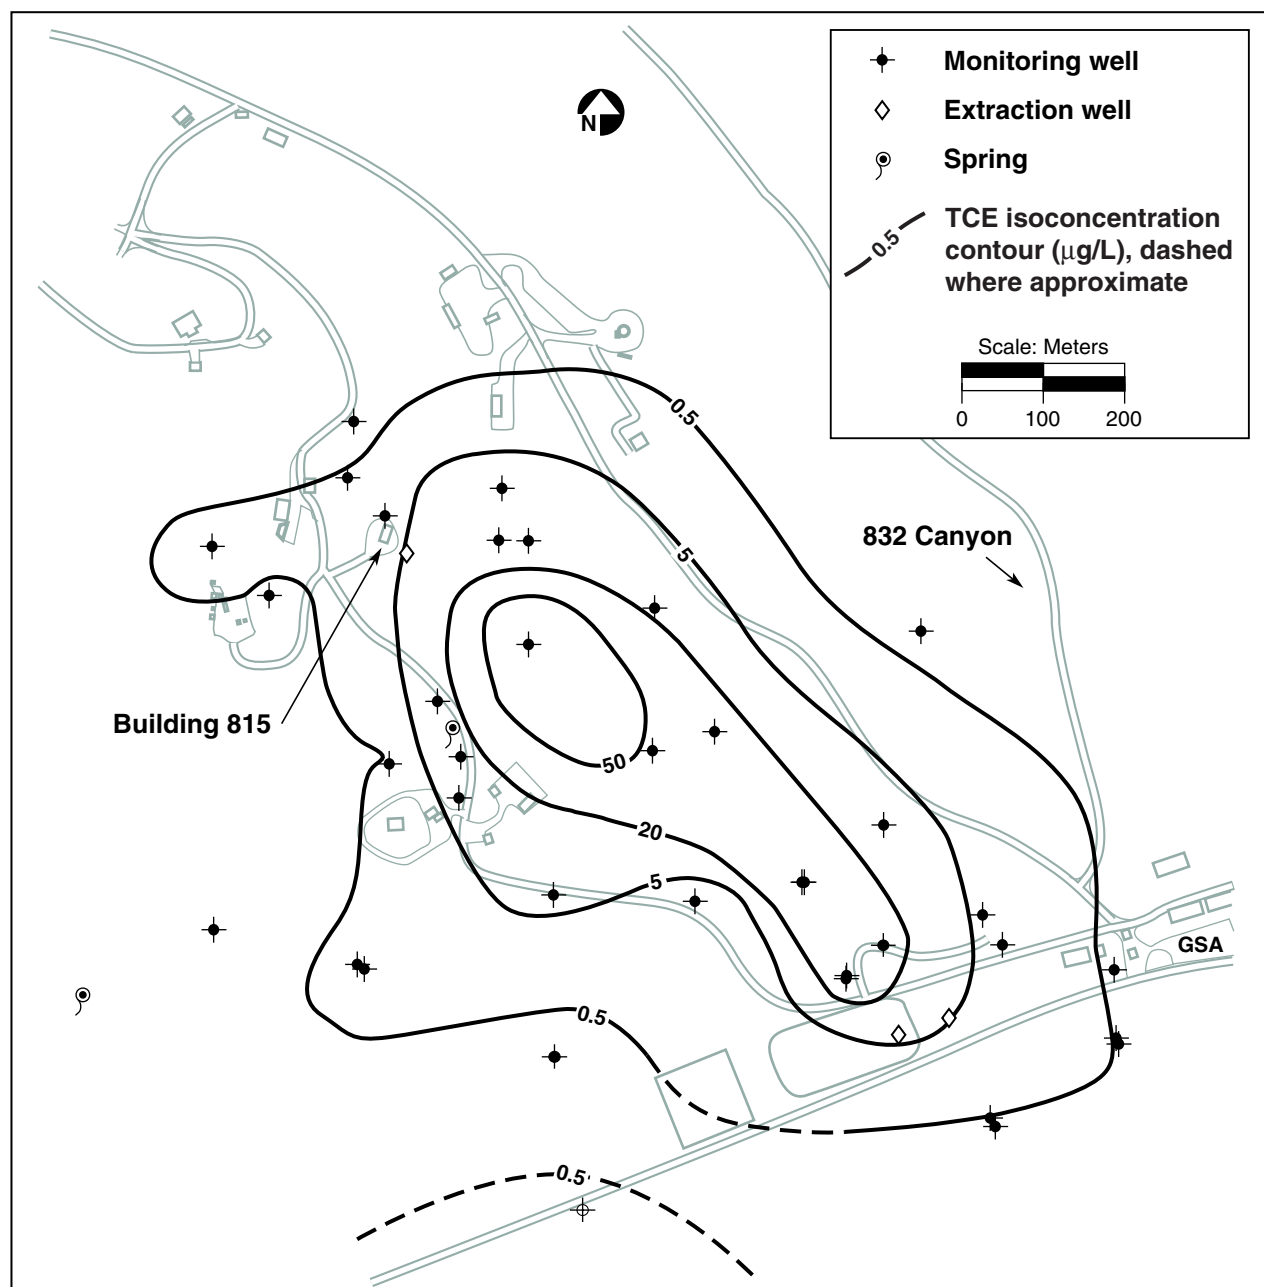 Monitoring well
Extraction well
Spring
0.5
TCE isoconcentration
contour (μg/L), dashed
where approximate
Scale: Meters
0 100 200
N
0.5
5
832 Canyon
Building 815
50
20
5
GSA
0.5
0.5